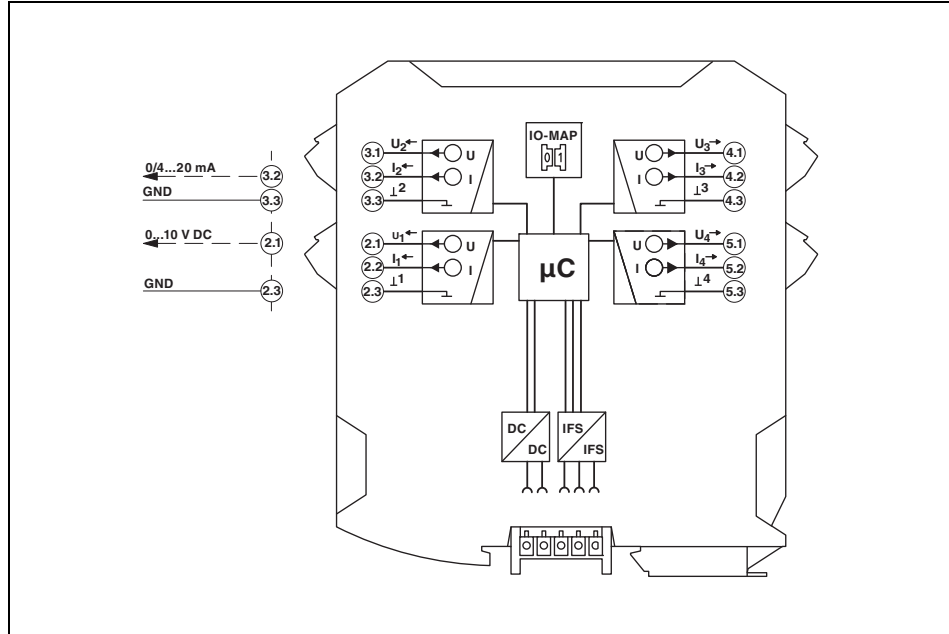 IO-MAP
0 1
0/4...20 mA
3.2
GND
3.3
0...10 V DC
2.1
GND
2.3
3.1 U2← U
3.2 I2← I
3.3 ⊥2
2.1 U1← U
2.2 I1← I
2.3 ⊥1
U U3→ 4.1
I I3→ 4.2
⊥3 4.3
U U4→ 5.1
I I4→ 5.2
⊥4 5.3
µC
DC
DC
IFS
IFS